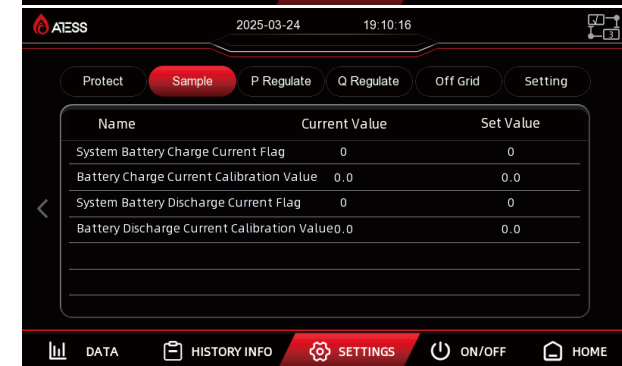 ATESS 2025-03-24 19:10:16
3
Protect Sample P Regulate Q Regulate Off Grid Setting
Name Current Value Set Value
System Battery Charge Current Flag 0 0
Battery Charge Current Calibration Value 0.0 0.0
System Battery Discharge Current Flag 0 0
Battery Discharge Current Calibration Value0.0 0.0
DATA HISTORY INFO SETTINGS ON/OFF HOME